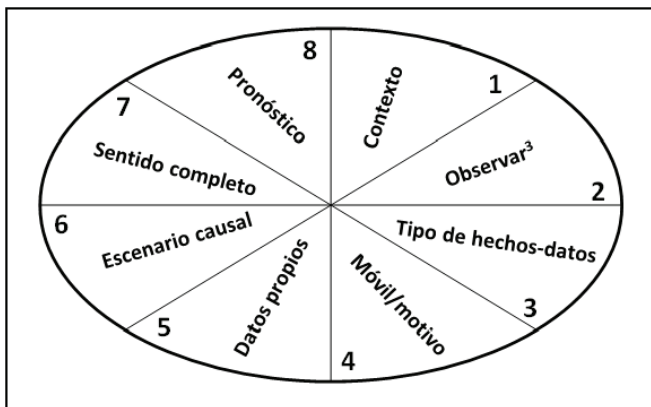 8
Pronóstico
Contexto
1
7
Sentido completo
Observar³
2
6
Escenario causal
Tipo de hechos-datos
3
5
Datos propios
Móvil/motivo
4